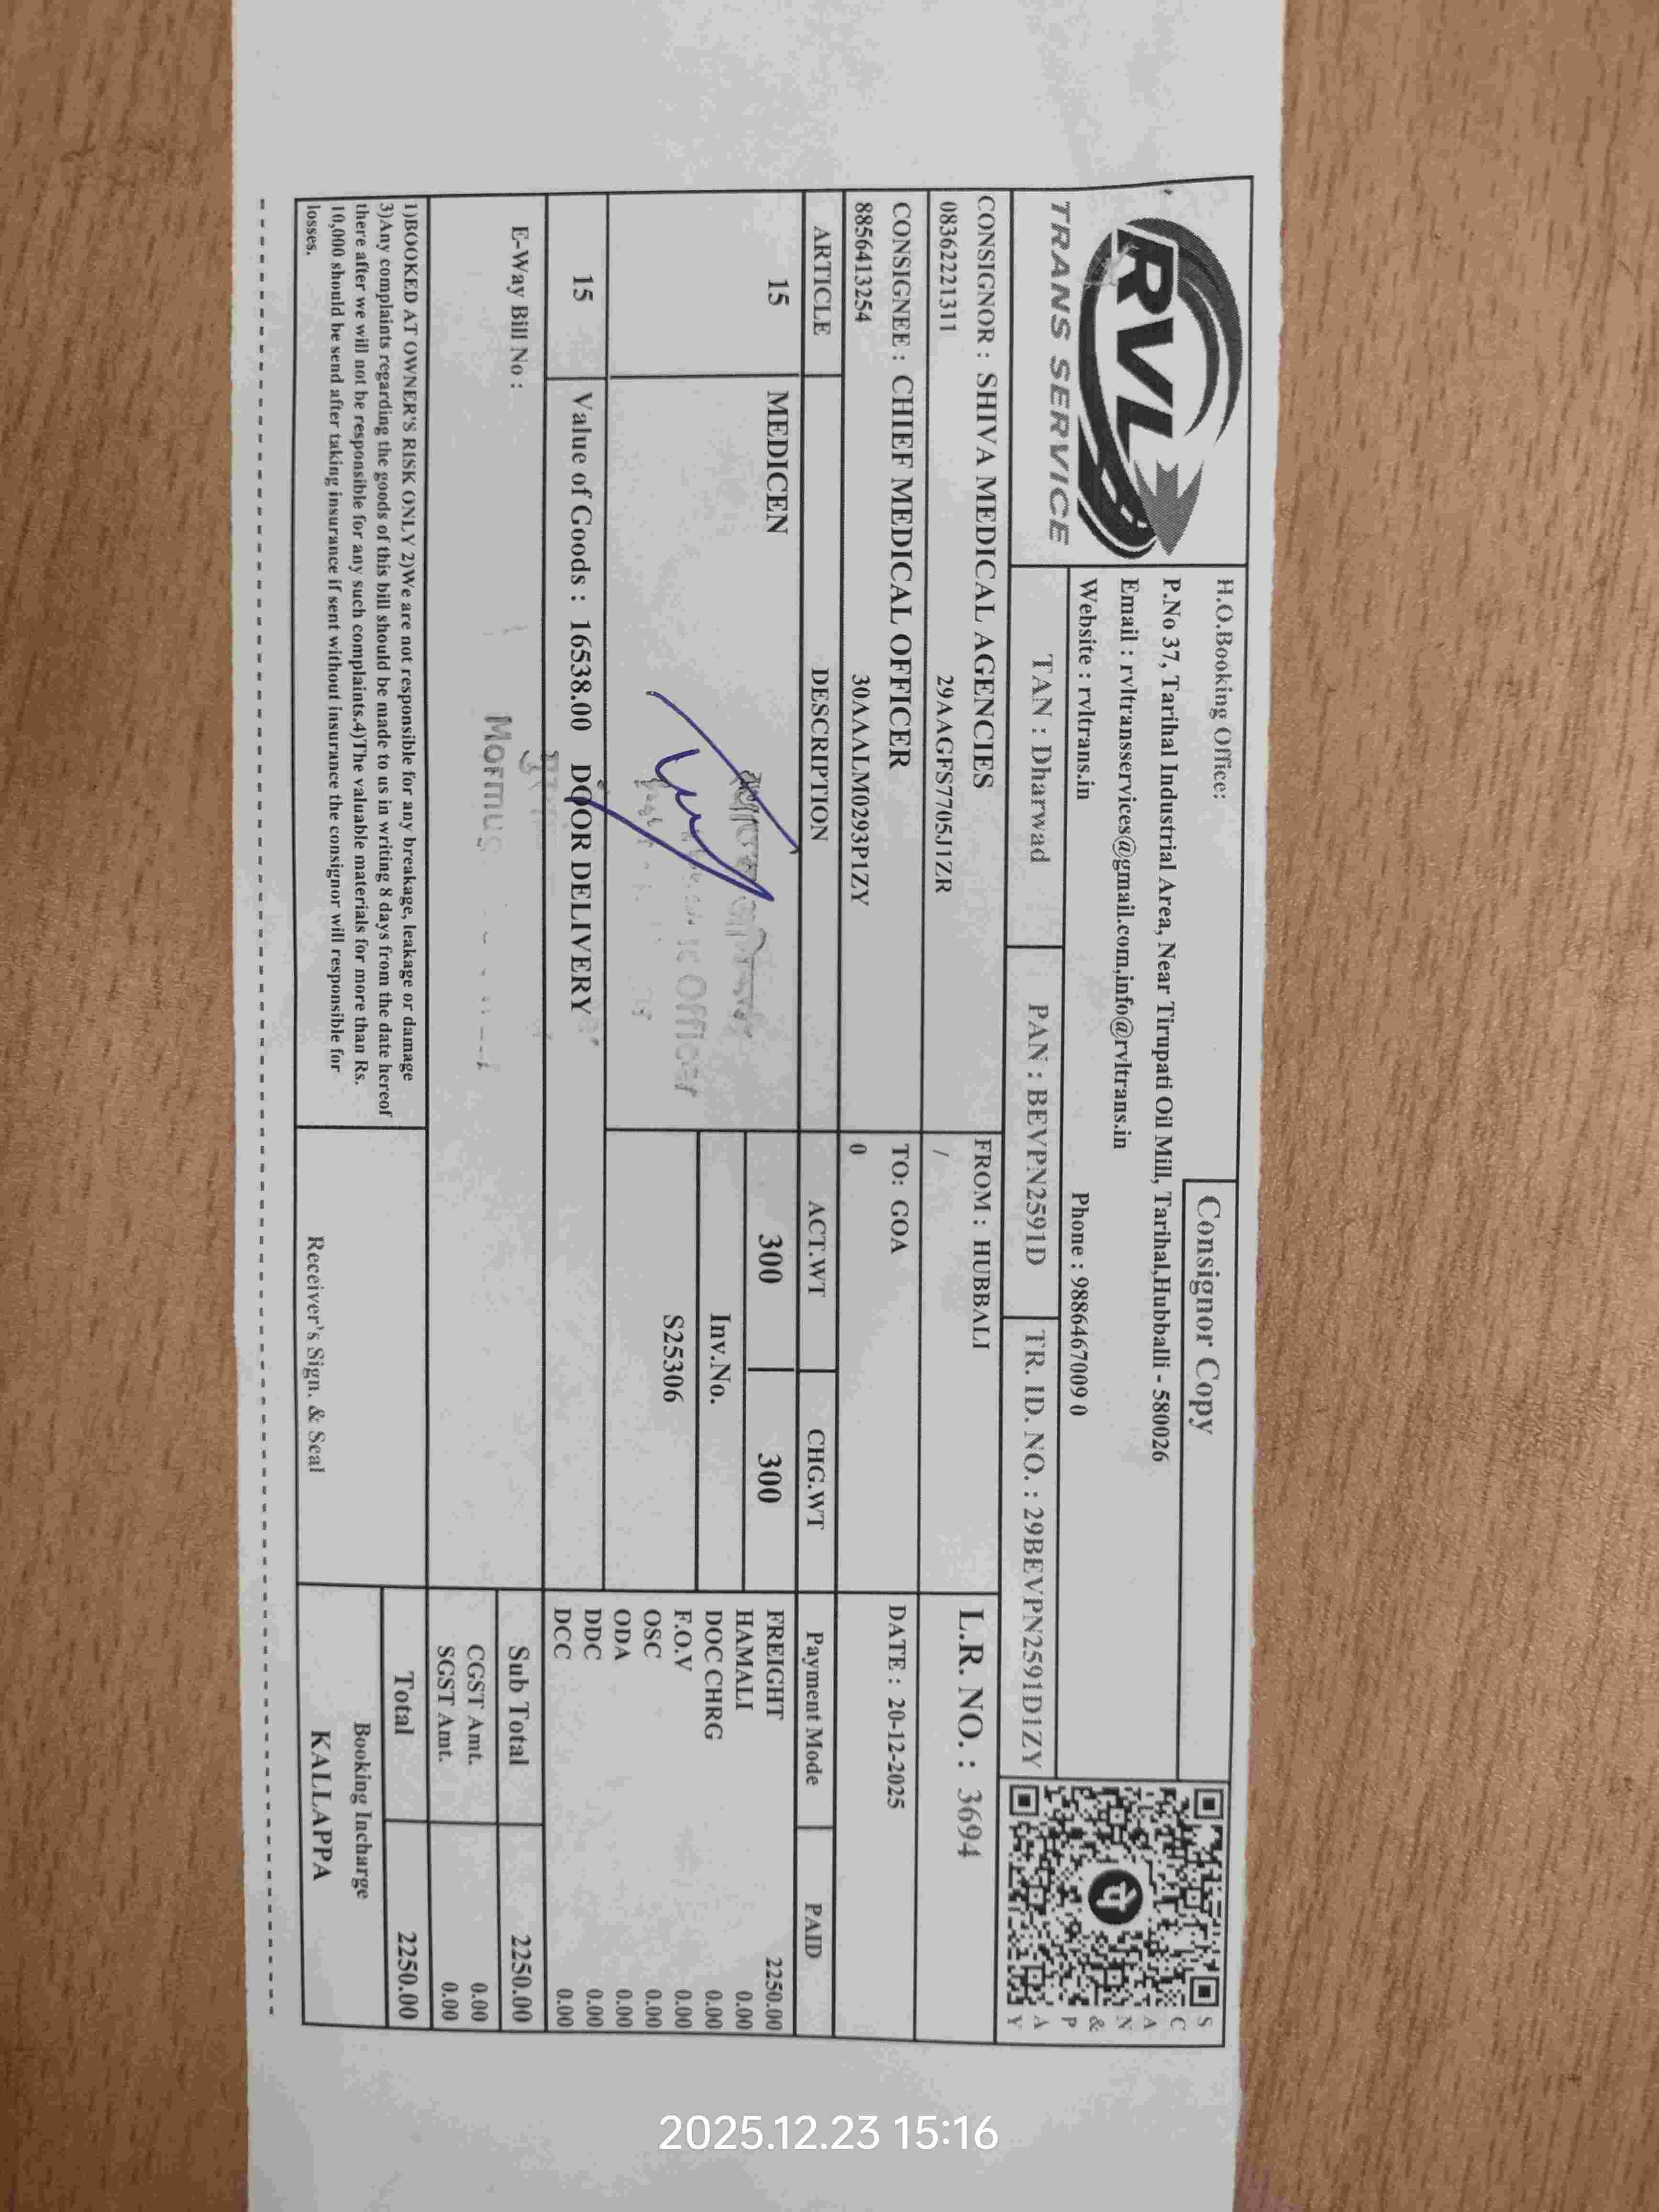 RVL
TRANS SERVICE
H.O.Booking Office:
Consignor Copy
P.No 37, Tarihal Industrial Area, Near Tirupati Oil Mill, Tarihal,Hubballi - 580026
Email : rvltransservices@gmail.com,info@rvltrans.in
Website : rvltrans.in Phone : 9886467009 0
SCAN & PAY
TAN : Dharwad PAN : BEVPN2591D TR. ID. NO. : 29BEVPN2591D1ZY
CONSIGNOR : SHIVA MEDICAL AGENCIES FROM : HUBBALI L.R. NO. : 3694
0836221311 29AAGFS7705J1ZR /
CONSIGNEE : CHIEF MEDICAL OFFICER TO: GOA DATE : 20-12-2025
8856413254 30AAALM0293P1ZY 0
ARTICLE DESCRIPTION ACT.WT CHG.WT Payment Mode PAID
15 MEDICEN 300 300 FREIGHT 2250.00
HAMALI 0.00
Inv.No. DOC CHRG 0.00
S25306 F.O.V 0.00
OSC 0.00
ODA 0.00
Officer
15 Value of Goods : 16538.00 DOOR DELIVERY DDC 0.00
DCC 0.00
E-Way Bill No : Sub Total 2250.00
Mormug
CGST Amt. 0.00
SGST Amt. 0.00
1)BOOKED AT OWNER'S RISK ONLY 2)We are not responsible for any breakage, leakage or damage
3)Any complaints regarding the goods of this bill should be made to us in writing 8 days from the date hereof
there after we will not be responsible for any such complaints.4)The valuable materials for more than Rs.
10,000 should be send after taking insurance if sent without insurance the consignor will responsible for
losses.
Receiver's Sign. & Seal
Total 2250.00
Booking Incharge
KALLAPPA
2025.12.23 15:16